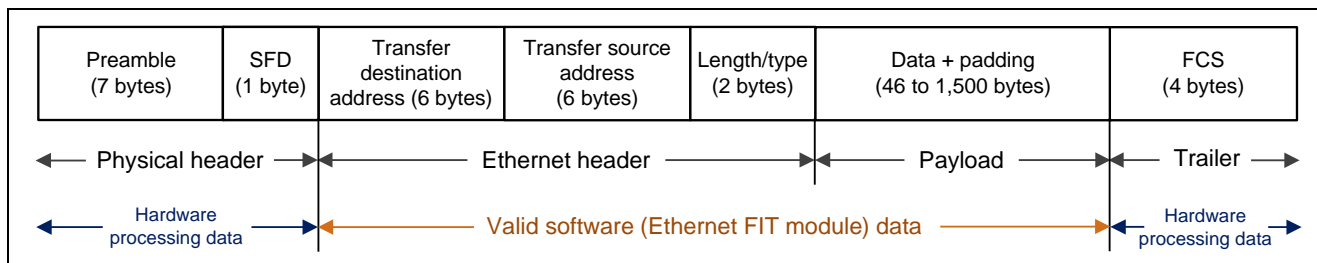 Preamble
(7 bytes)
SFD
(1 byte)
Transfer
destination
address (6 bytes)
Transfer source
address
(6 bytes)
Length/type
(2 bytes)
Data + padding
(46 to 1,500 bytes)
FCS
(4 bytes)
Physical header
Ethernet header
Payload
Trailer
Hardware
processing data
Valid software (Ethernet FIT module) data
Hardware
processing data